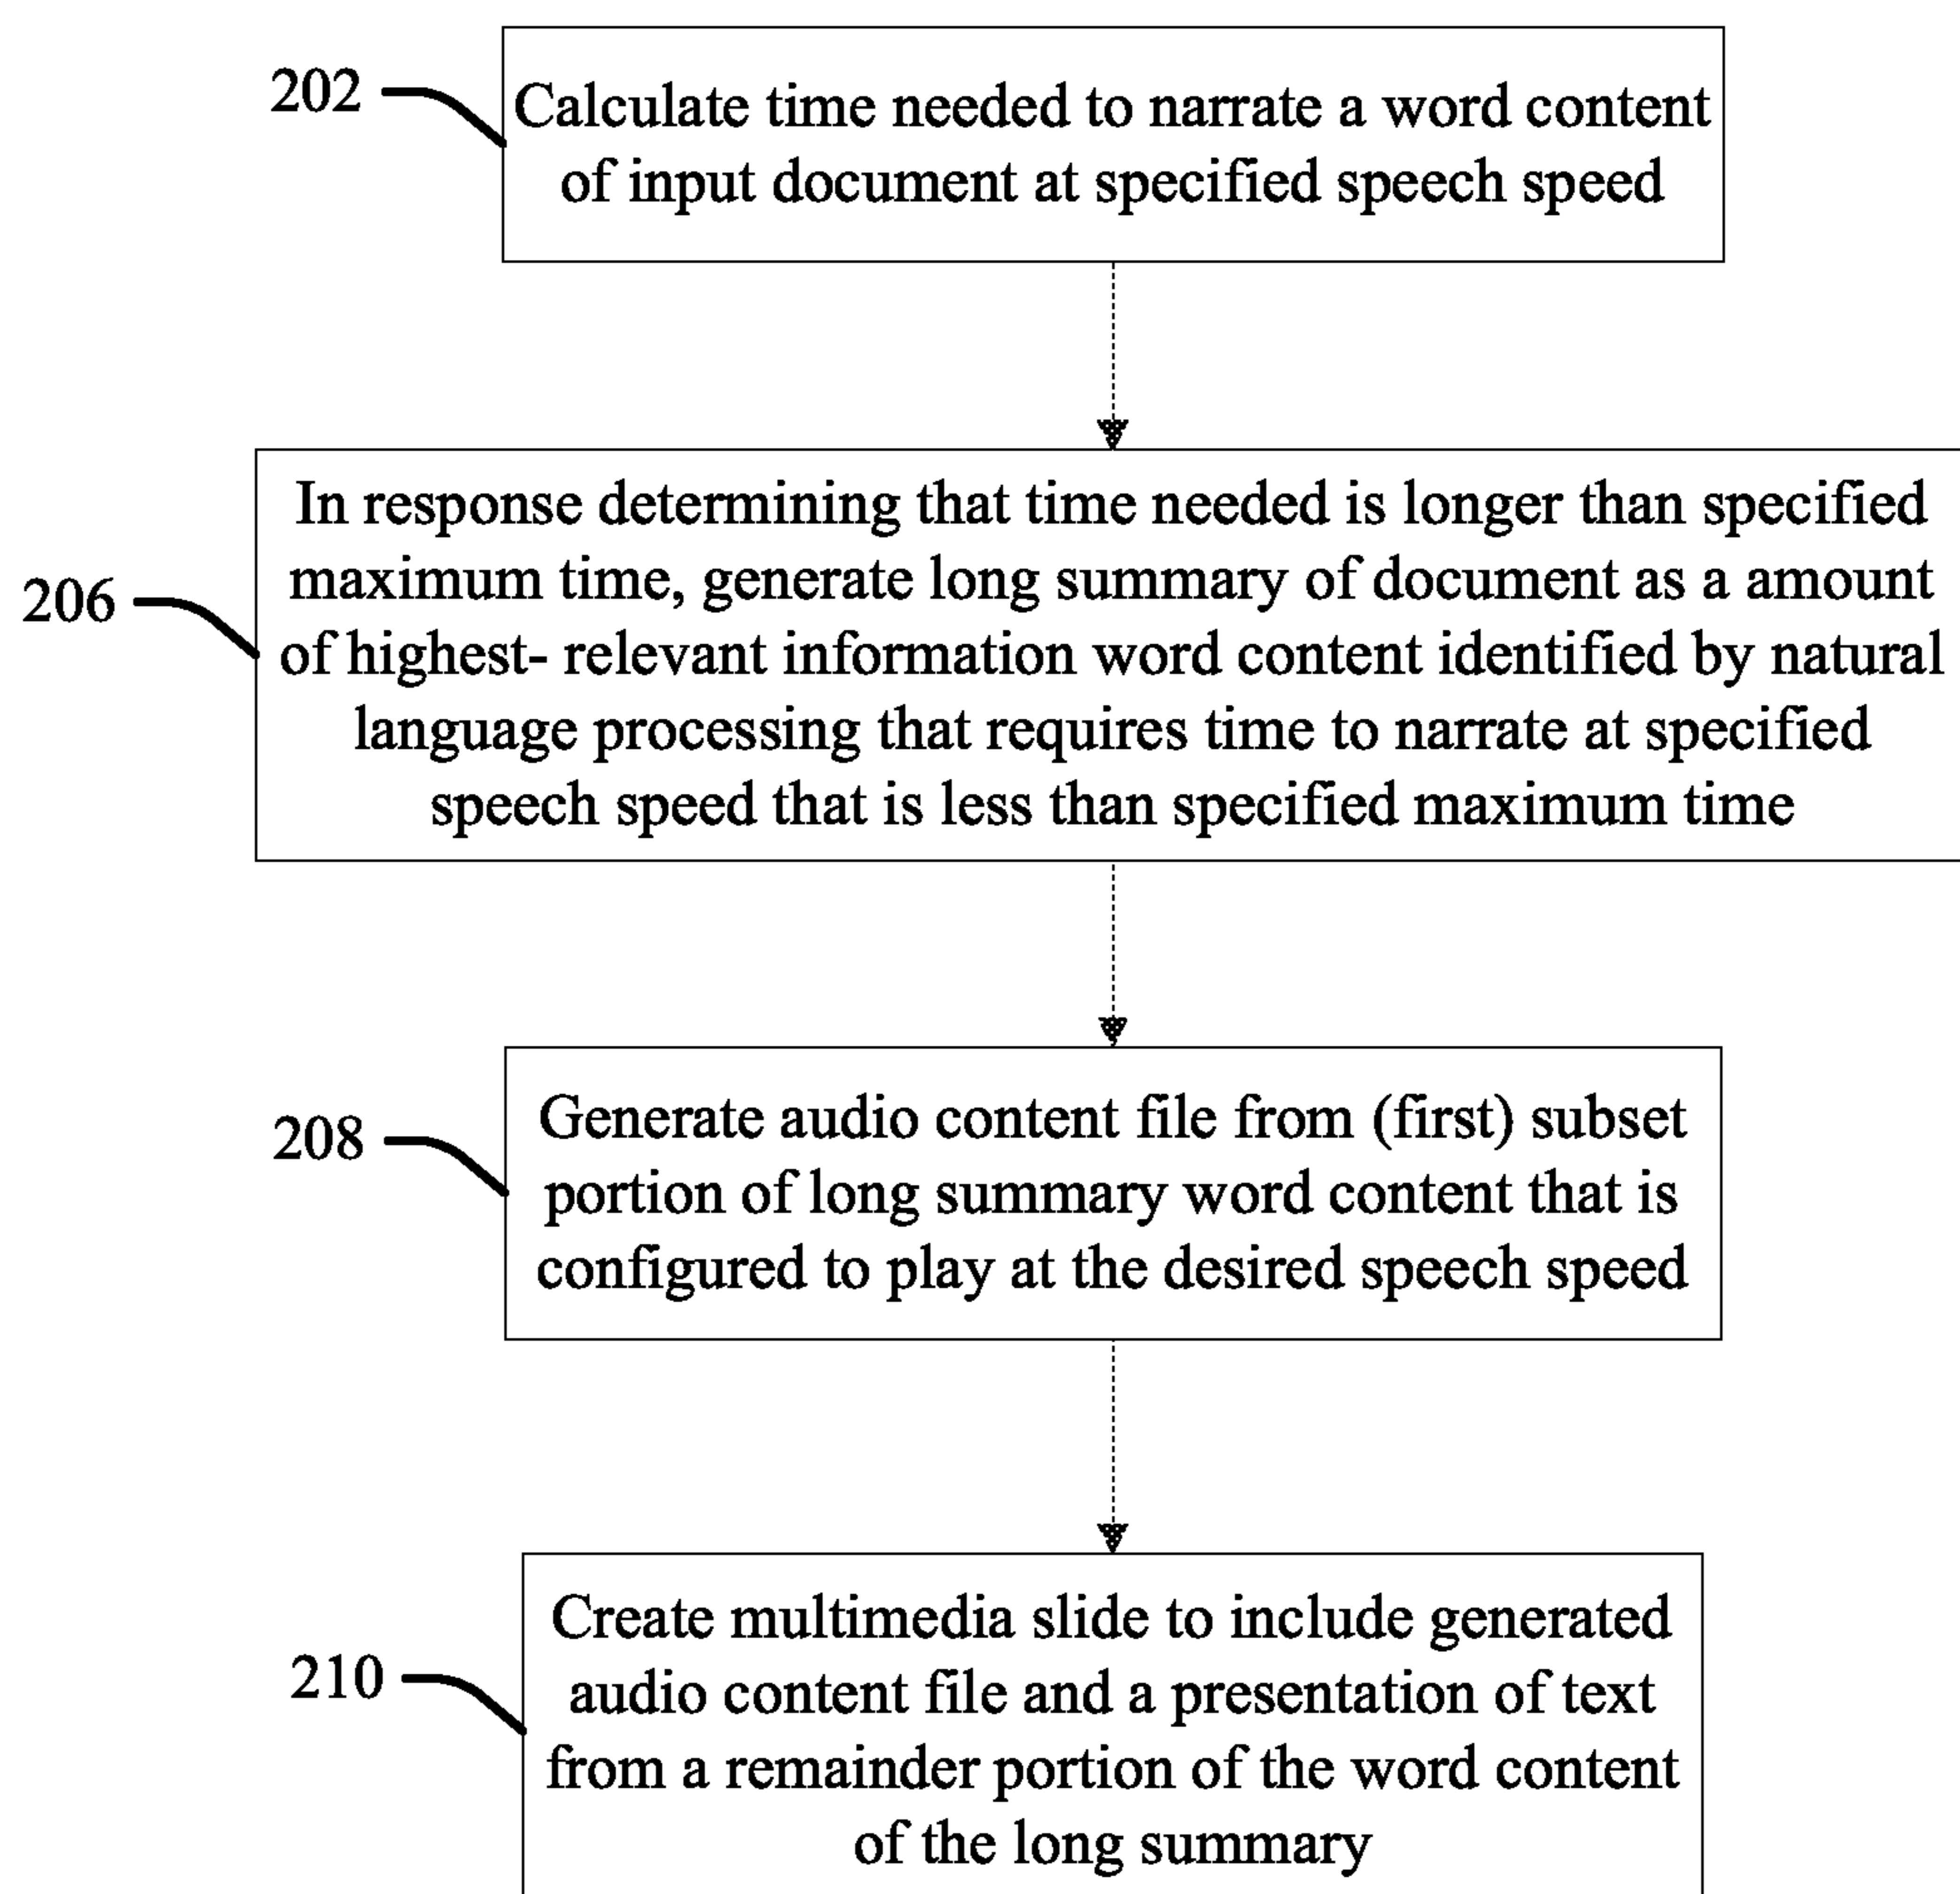 202
Calculate time needed to narrate a word content
of input document at specified speech speed
206
In response determining that time needed is longer than specified
maximum time, generate long summary of document as a amount
of highest- relevant information word content identified by natural
language processing that requires time to narrate at specified
speech speed that is less than specified maximum time
208
Generate audio content file from (first) subset
portion of long summary word content that is
configured to play at the desired speech speed
210
Create multimedia slide to include generated
audio content file and a presentation of text
from a remainder portion of the word content
of the long summary